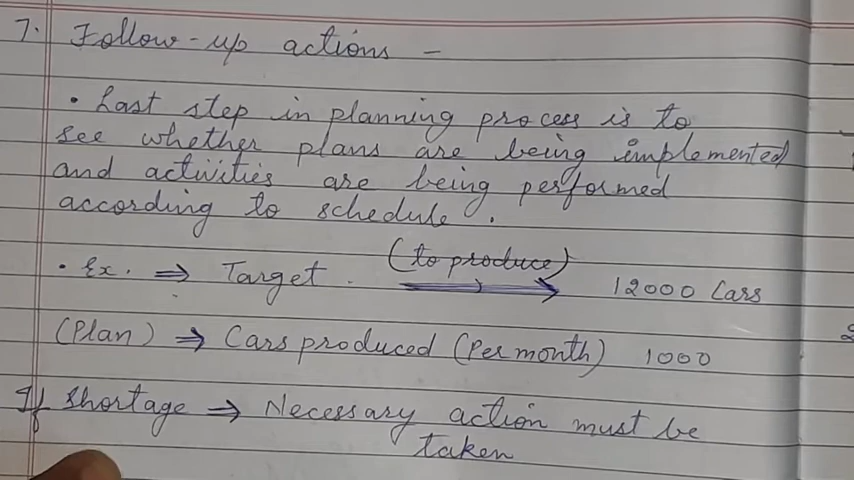 7. Follow-up actions –
• Last step in planning process is to
see whether plans are being implemented
and activities are being performed
according to schedule.
• Ex. ⇒ Target. (to produce) → 12000 Cars
(Plan) ⇒ Cars produced (Per month) 1000
If shortage ⇒ Necessary action must be
taken